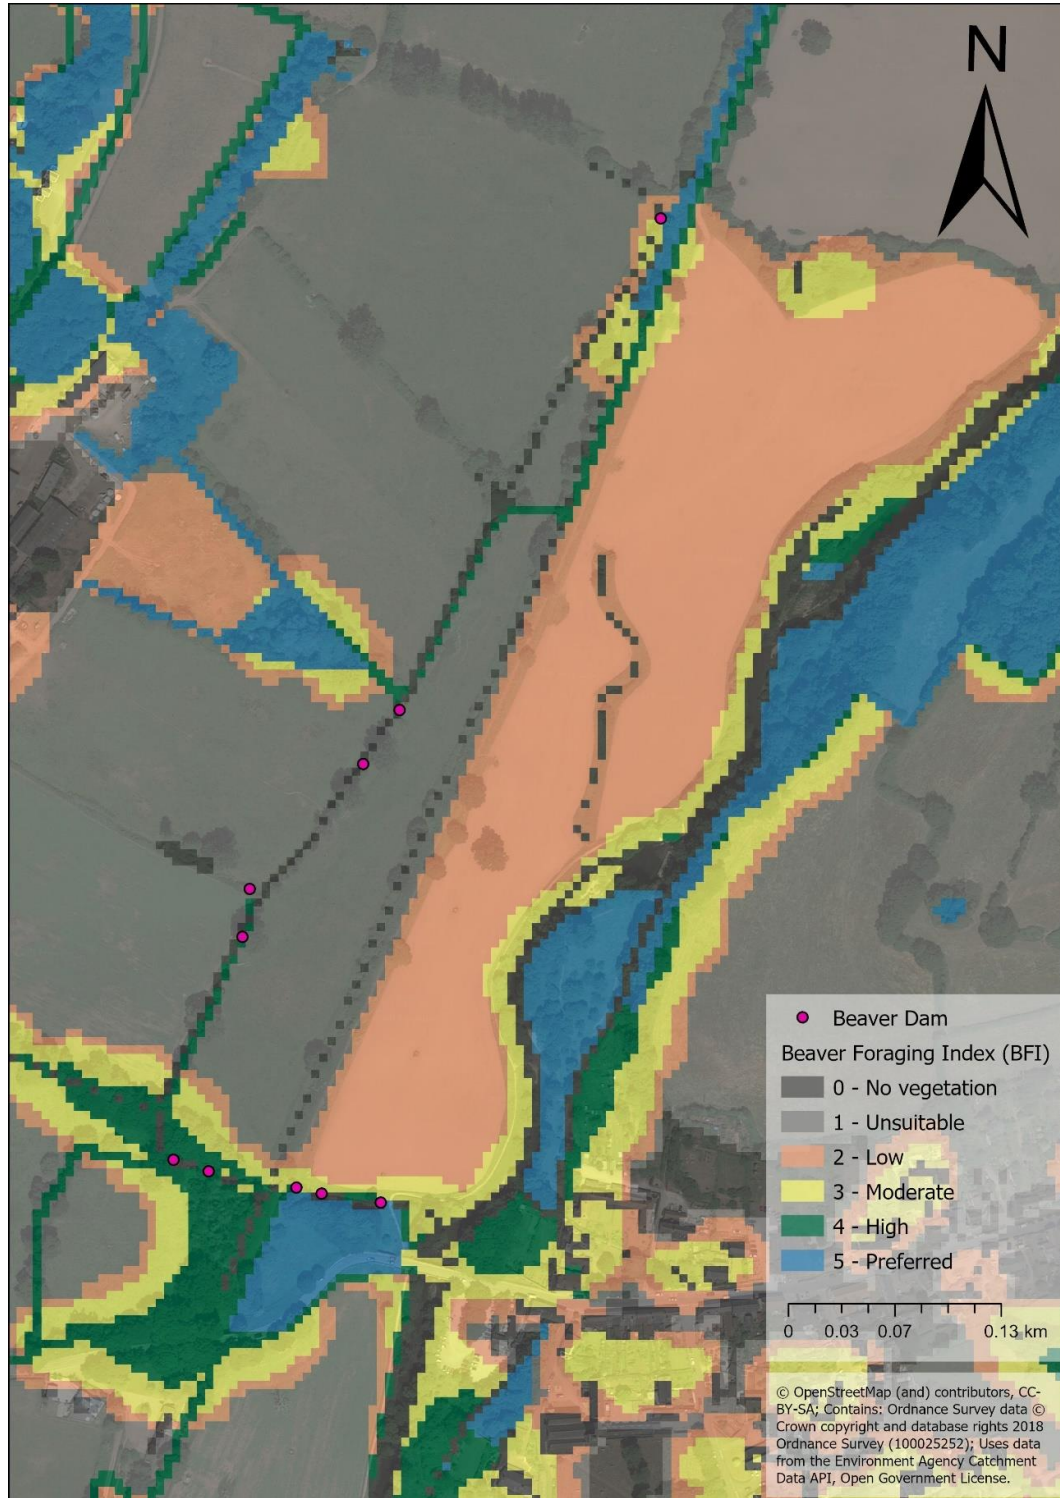 N
Beaver Dam
Beaver Foraging Index (BFI)
0 - No vegetation
1 - Unsuitable
2 - Low
3 - Moderate
4 - High
5 - Preferred
0 0.03 0.07 0.13 km
© OpenStreetMap (and) contributors, CC-
BY-SA; Contains: Ordnance Survey data ©
Crown copyright and database rights 2018
Ordnance Survey (100025252); Uses data
from the Environment Agency Catchment
Data API, Open Government License.